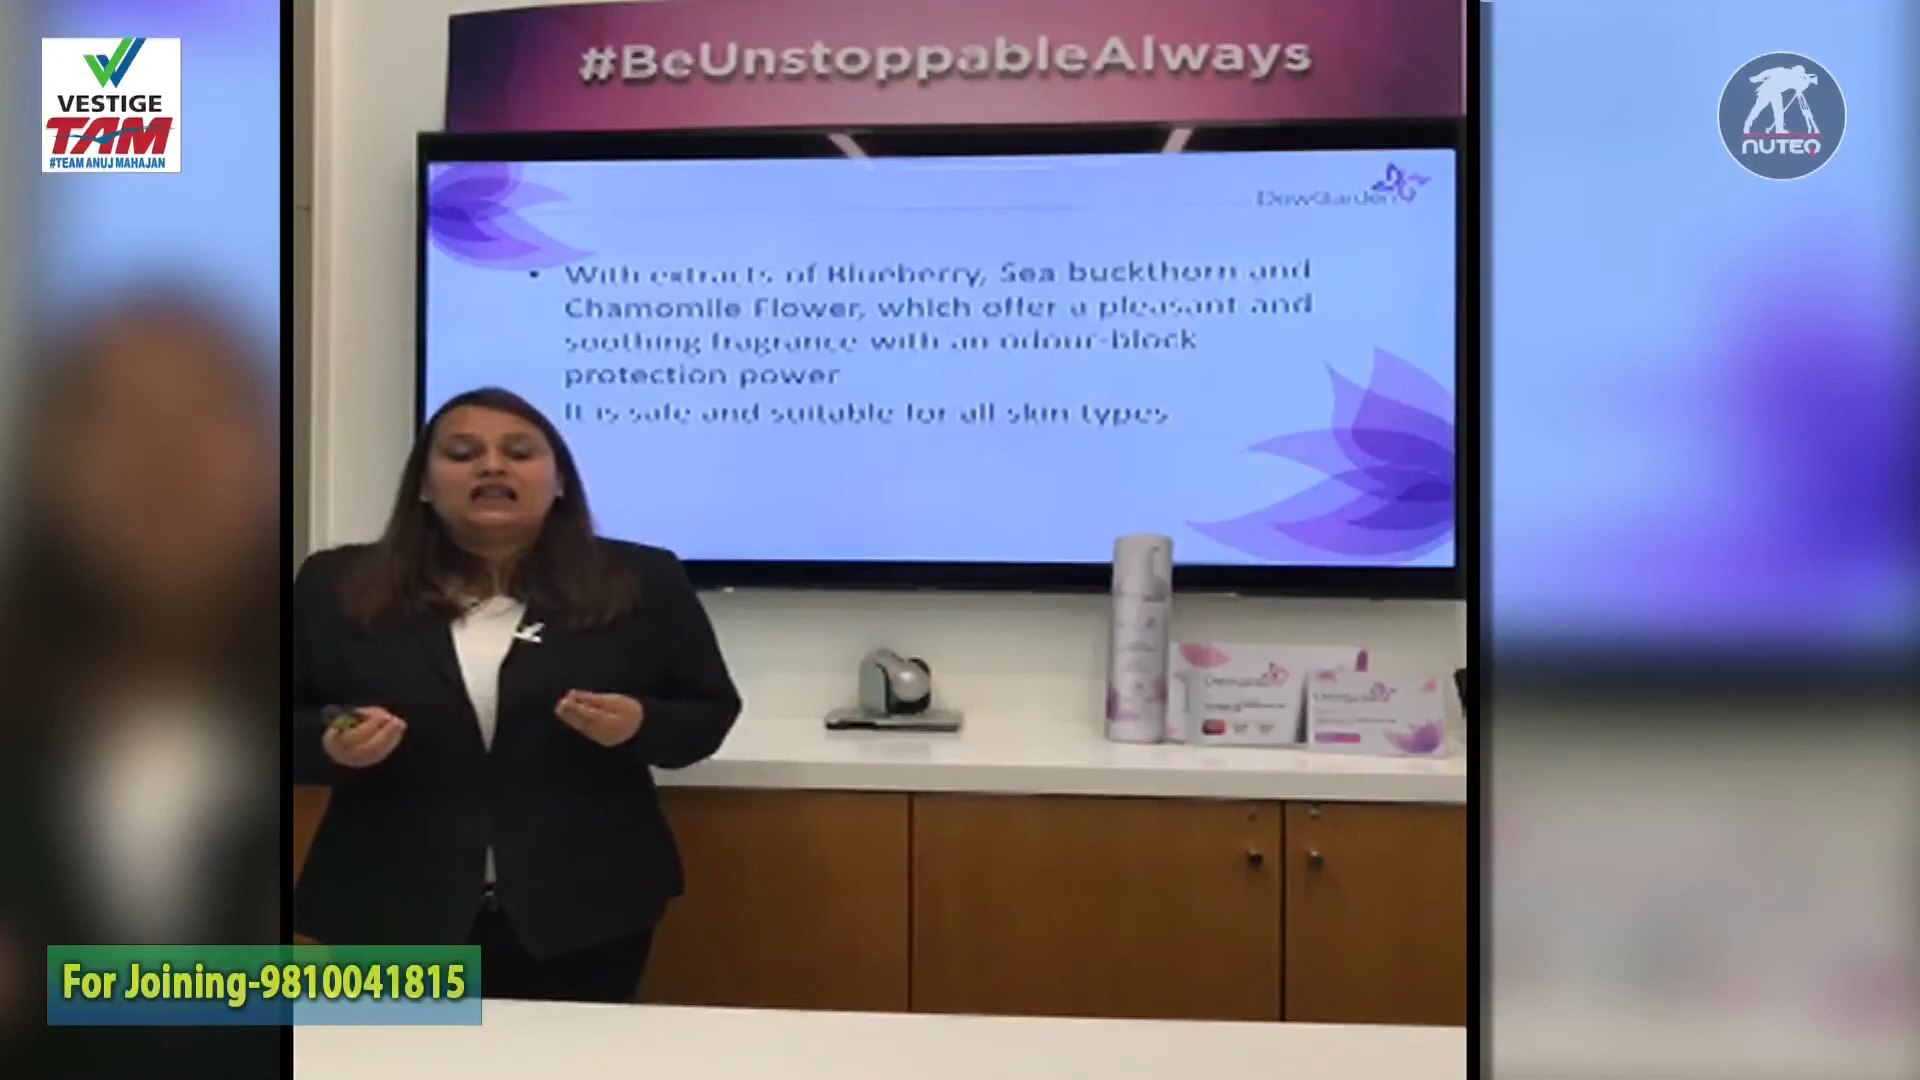 #BeUnstoppableAlways
VESTIGE
TAM
#TEAM ANUJ MAHAJAN
NUTEQ
DewGarden
• With extracts of Blueberry, Sea buckthorn and
Chamomile Flower, which offer a pleasant and
soothing fragrance with an odour-block
protection power
It is safe and suitable for all skin types
For Joining-9810041815